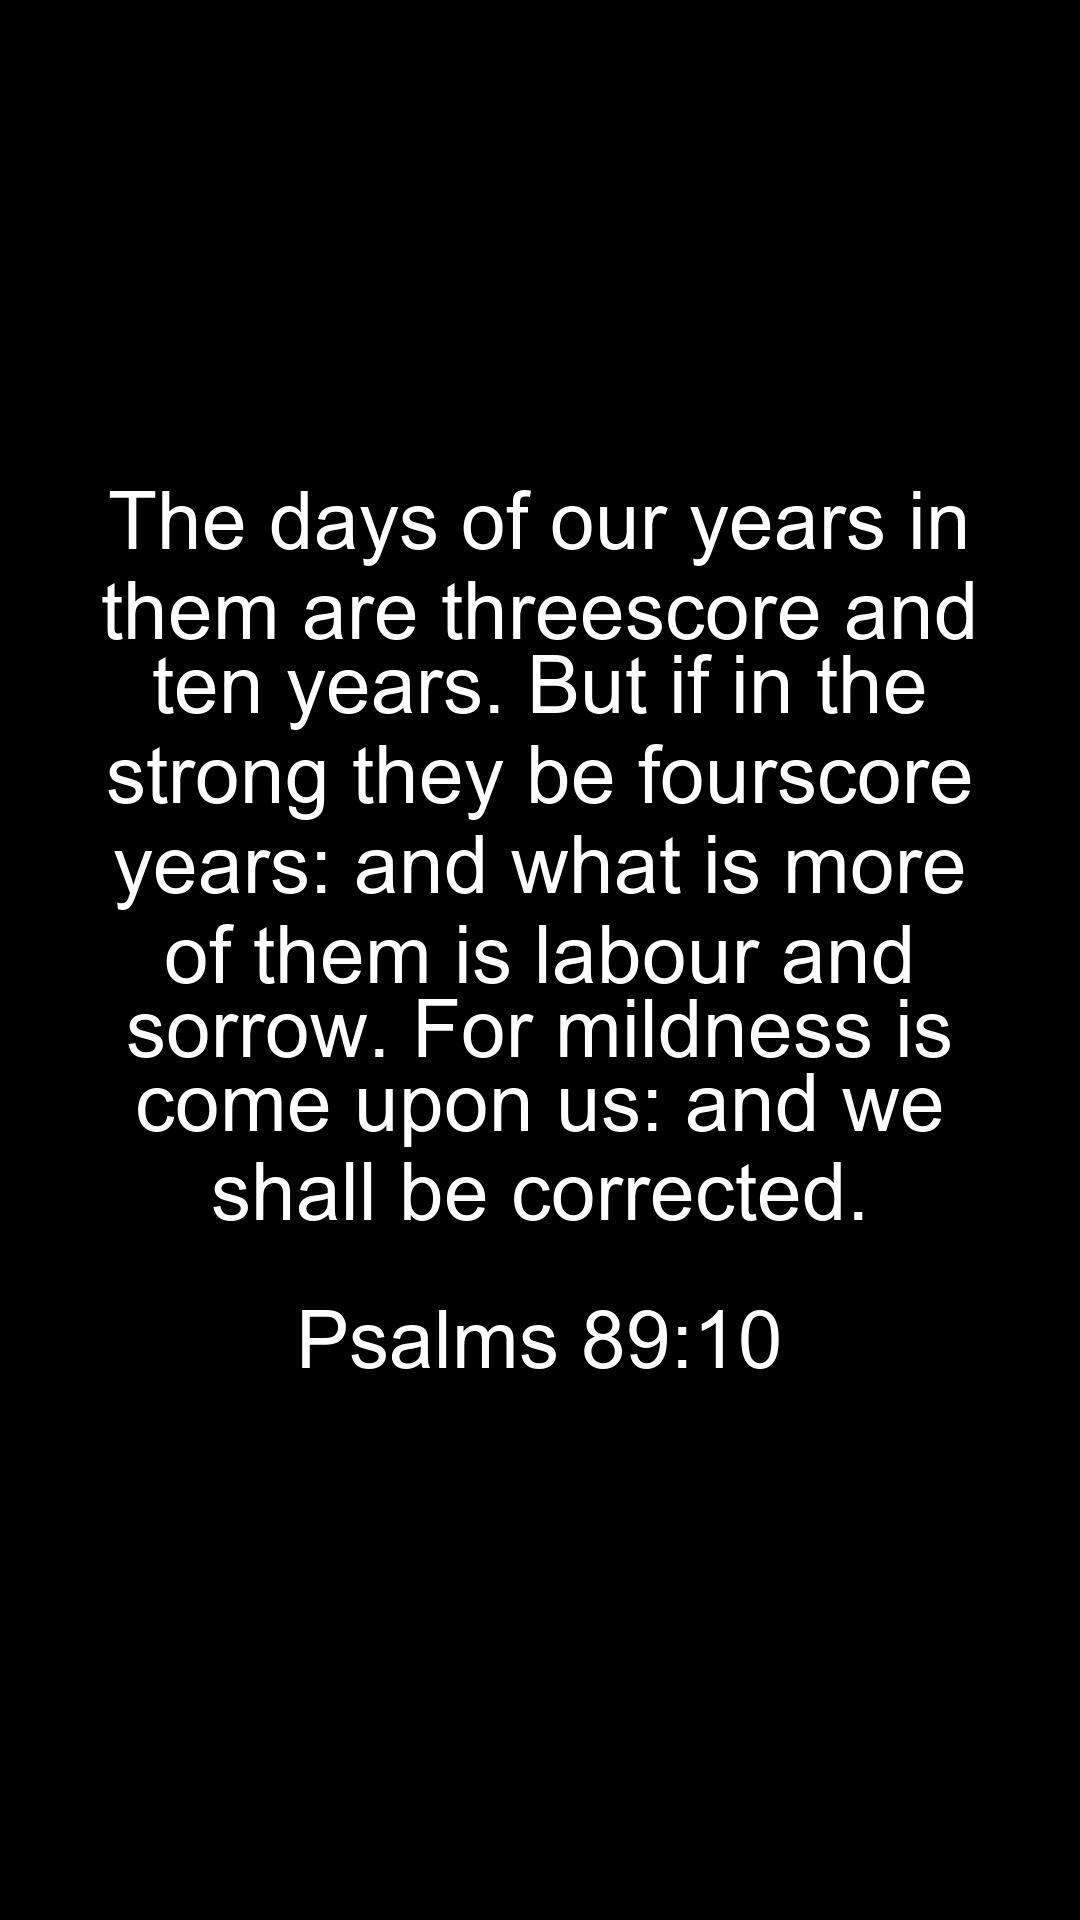 The days of our years in
them are threescore and
ten years. But if in the
strong they be fourscore
years: and what is more
of them is labour and
sorrow. For mildness is
come upon us: and we
shall be corrected.
Psalms 89:10